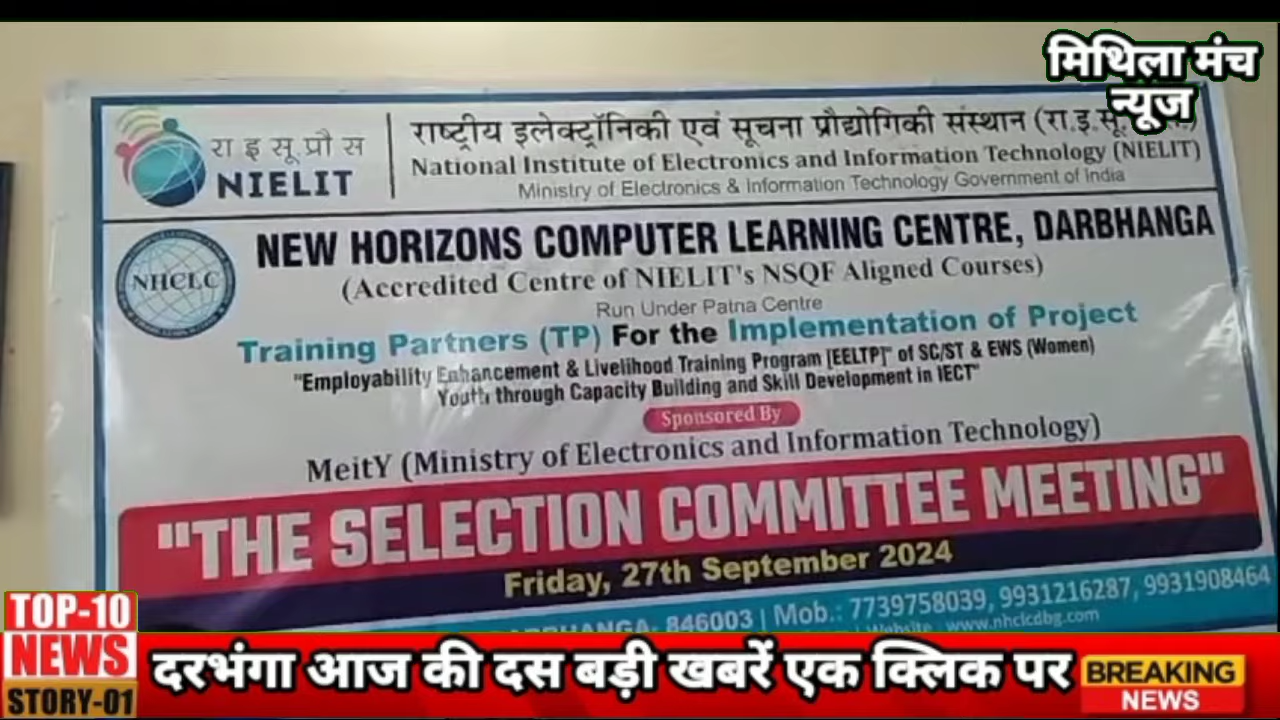 मिथिला मंच
न्यूज
रा इ सू प्रौ स
NIELIT
राष्ट्रीय इलेक्ट्रॉनिकी एवं सूचना प्रौद्योगिकी संस्थान (रा.इ.सू.
National Institute of Electronics and Information Technology (NIELIT)
Ministry of Electronics & Information Technology Government of India
NHCLC
NEW HORIZONS COMPUTER LEARNING CENTRE, DARBHANGA
(Accredited Centre of NIELIT's NSQF Aligned Courses)
Run Under Patna Centre
Training Partners (TP) For the Implementation of Project
"Employability Enhancement & Livelihood Training Program [EELTP]" of SC/ST & EWS (Women)
Youth through Capacity Building and Skill Development in IECT"
Sponsored By
MeitY (Ministry of Electronics and Information Technology)
"THE SELECTION COMMITTEE MEETING"
Friday, 27th September 2024
846003 | Mob.: 7739758039, 9931216287, 9931908464
Website : www.nhclcdbg.com
TOP-10
NEWS
STORY-01
दरभंगा आज की दस बड़ी खबरें एक क्लिक पर
BREAKING
NEWS